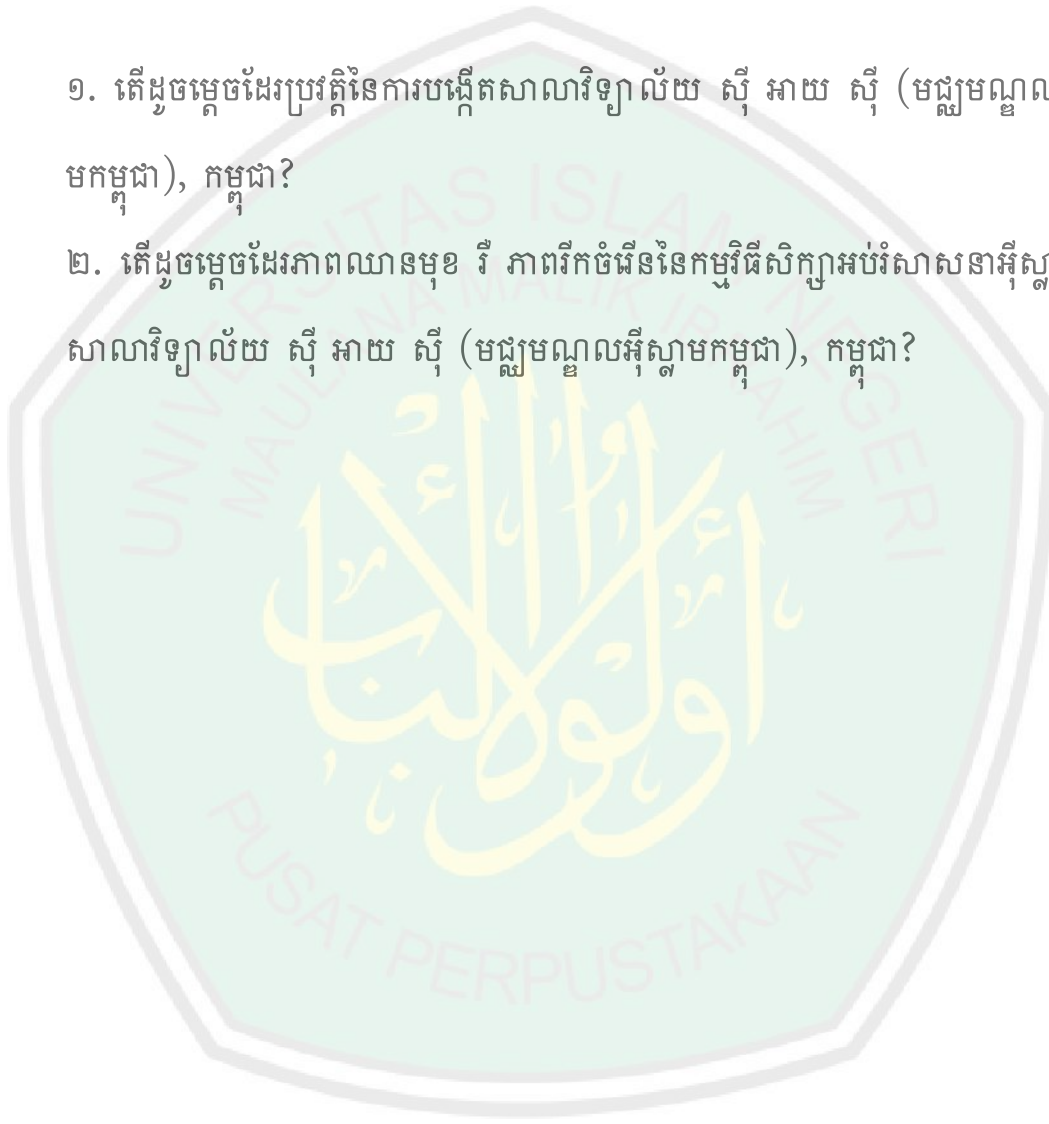 ១. តើដូចម្តេចដែរប្រវត្តិនៃការបង្កើតសាលាវិទ្យាល័យ ស៊ី អាយ ស៊ី (មជ្ឈមណ្ឌល
មកម្ពុជា), កម្ពុជា?
២. តើដូចម្តេចដែរភាពឈានមុខ រឺ ភាពរីកចំរើននៃកម្មវិធីសិក្សាអប់រំសាសនាអ៊ីស្លា
សាលាវិទ្យាល័យ ស៊ី អាយ ស៊ី (មជ្ឈមណ្ឌលអ៊ីស្លាមកម្ពុជា), កម្ពុជា?
UNIVERSITAS ISLAM NEGERI
MAULANA MALIK IBRAHIM
PUSAT PERPUSTAKAAN